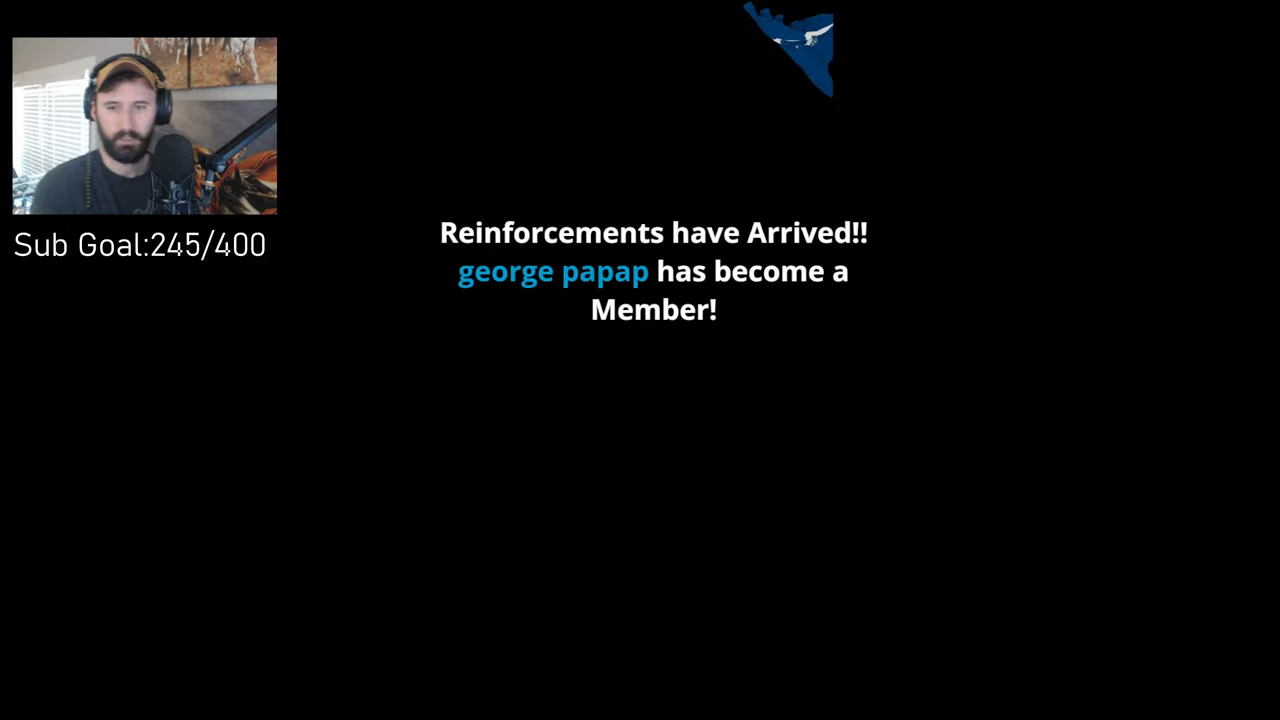 Sub Goal:245/400
Reinforcements have Arrived!!
george papap has become a
Member!